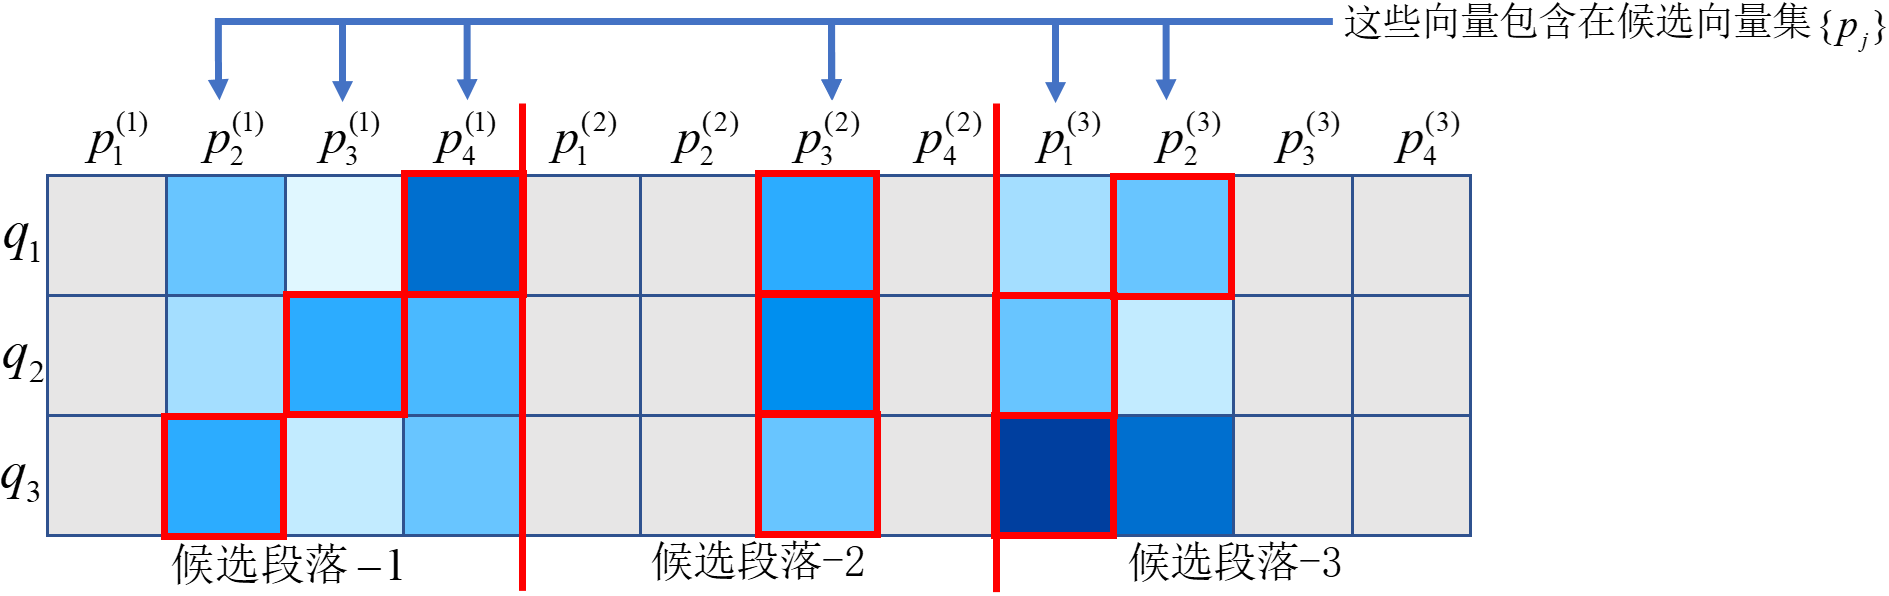 这些向量包含在候选向量集{p_j}
p_1^(1) p_2^(1) p_3^(1) p_4^(1) p_1^(2) p_2^(2) p_3^(2) p_4^(2) p_1^(3) p_2^(3) p_3^(3) p_4^(3)
q_1
q_2
q_3
候选段落-1 候选段落-2 候选段落-3